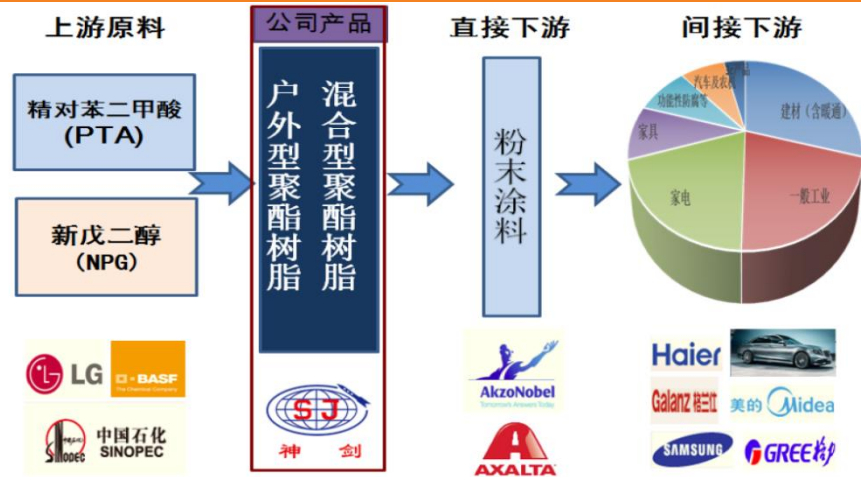 上游原料
公司产品
直接下游
间接下游
精对苯二甲酸
(PTA)
新戊二醇
(NPG)
户外型聚酯树脂
混合型聚酯树脂
粉末涂料
建材（含暖通）
一般工业
家电
家具
功能性防腐等
汽车及农机
LG
BASF
The Chemical Company
SINOPEC
中国石化
SINOPEC
SJ
神剑
AkzoNobel
Tomorrow's Answers Today
AXALTA
Haier
Galanz 格兰仕
美的 Midea
SAMSUNG
GREE